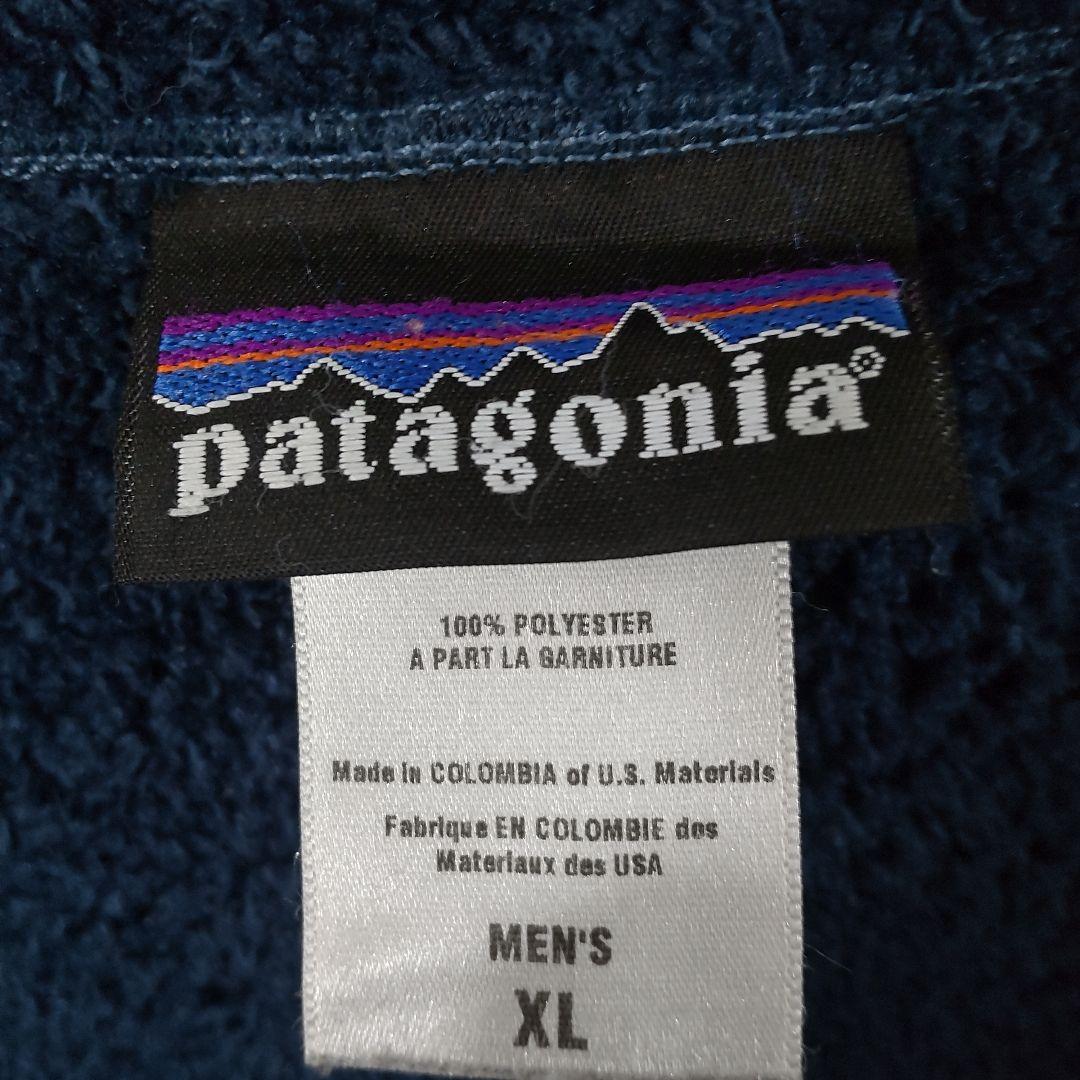 patagonia®
100% POLYESTER
A PART LA GARNITURE
Made in COLOMBIA of U.S. Materials
Fabriqué EN COLOMBIE des
Materiaux des USA
MEN'S
XL